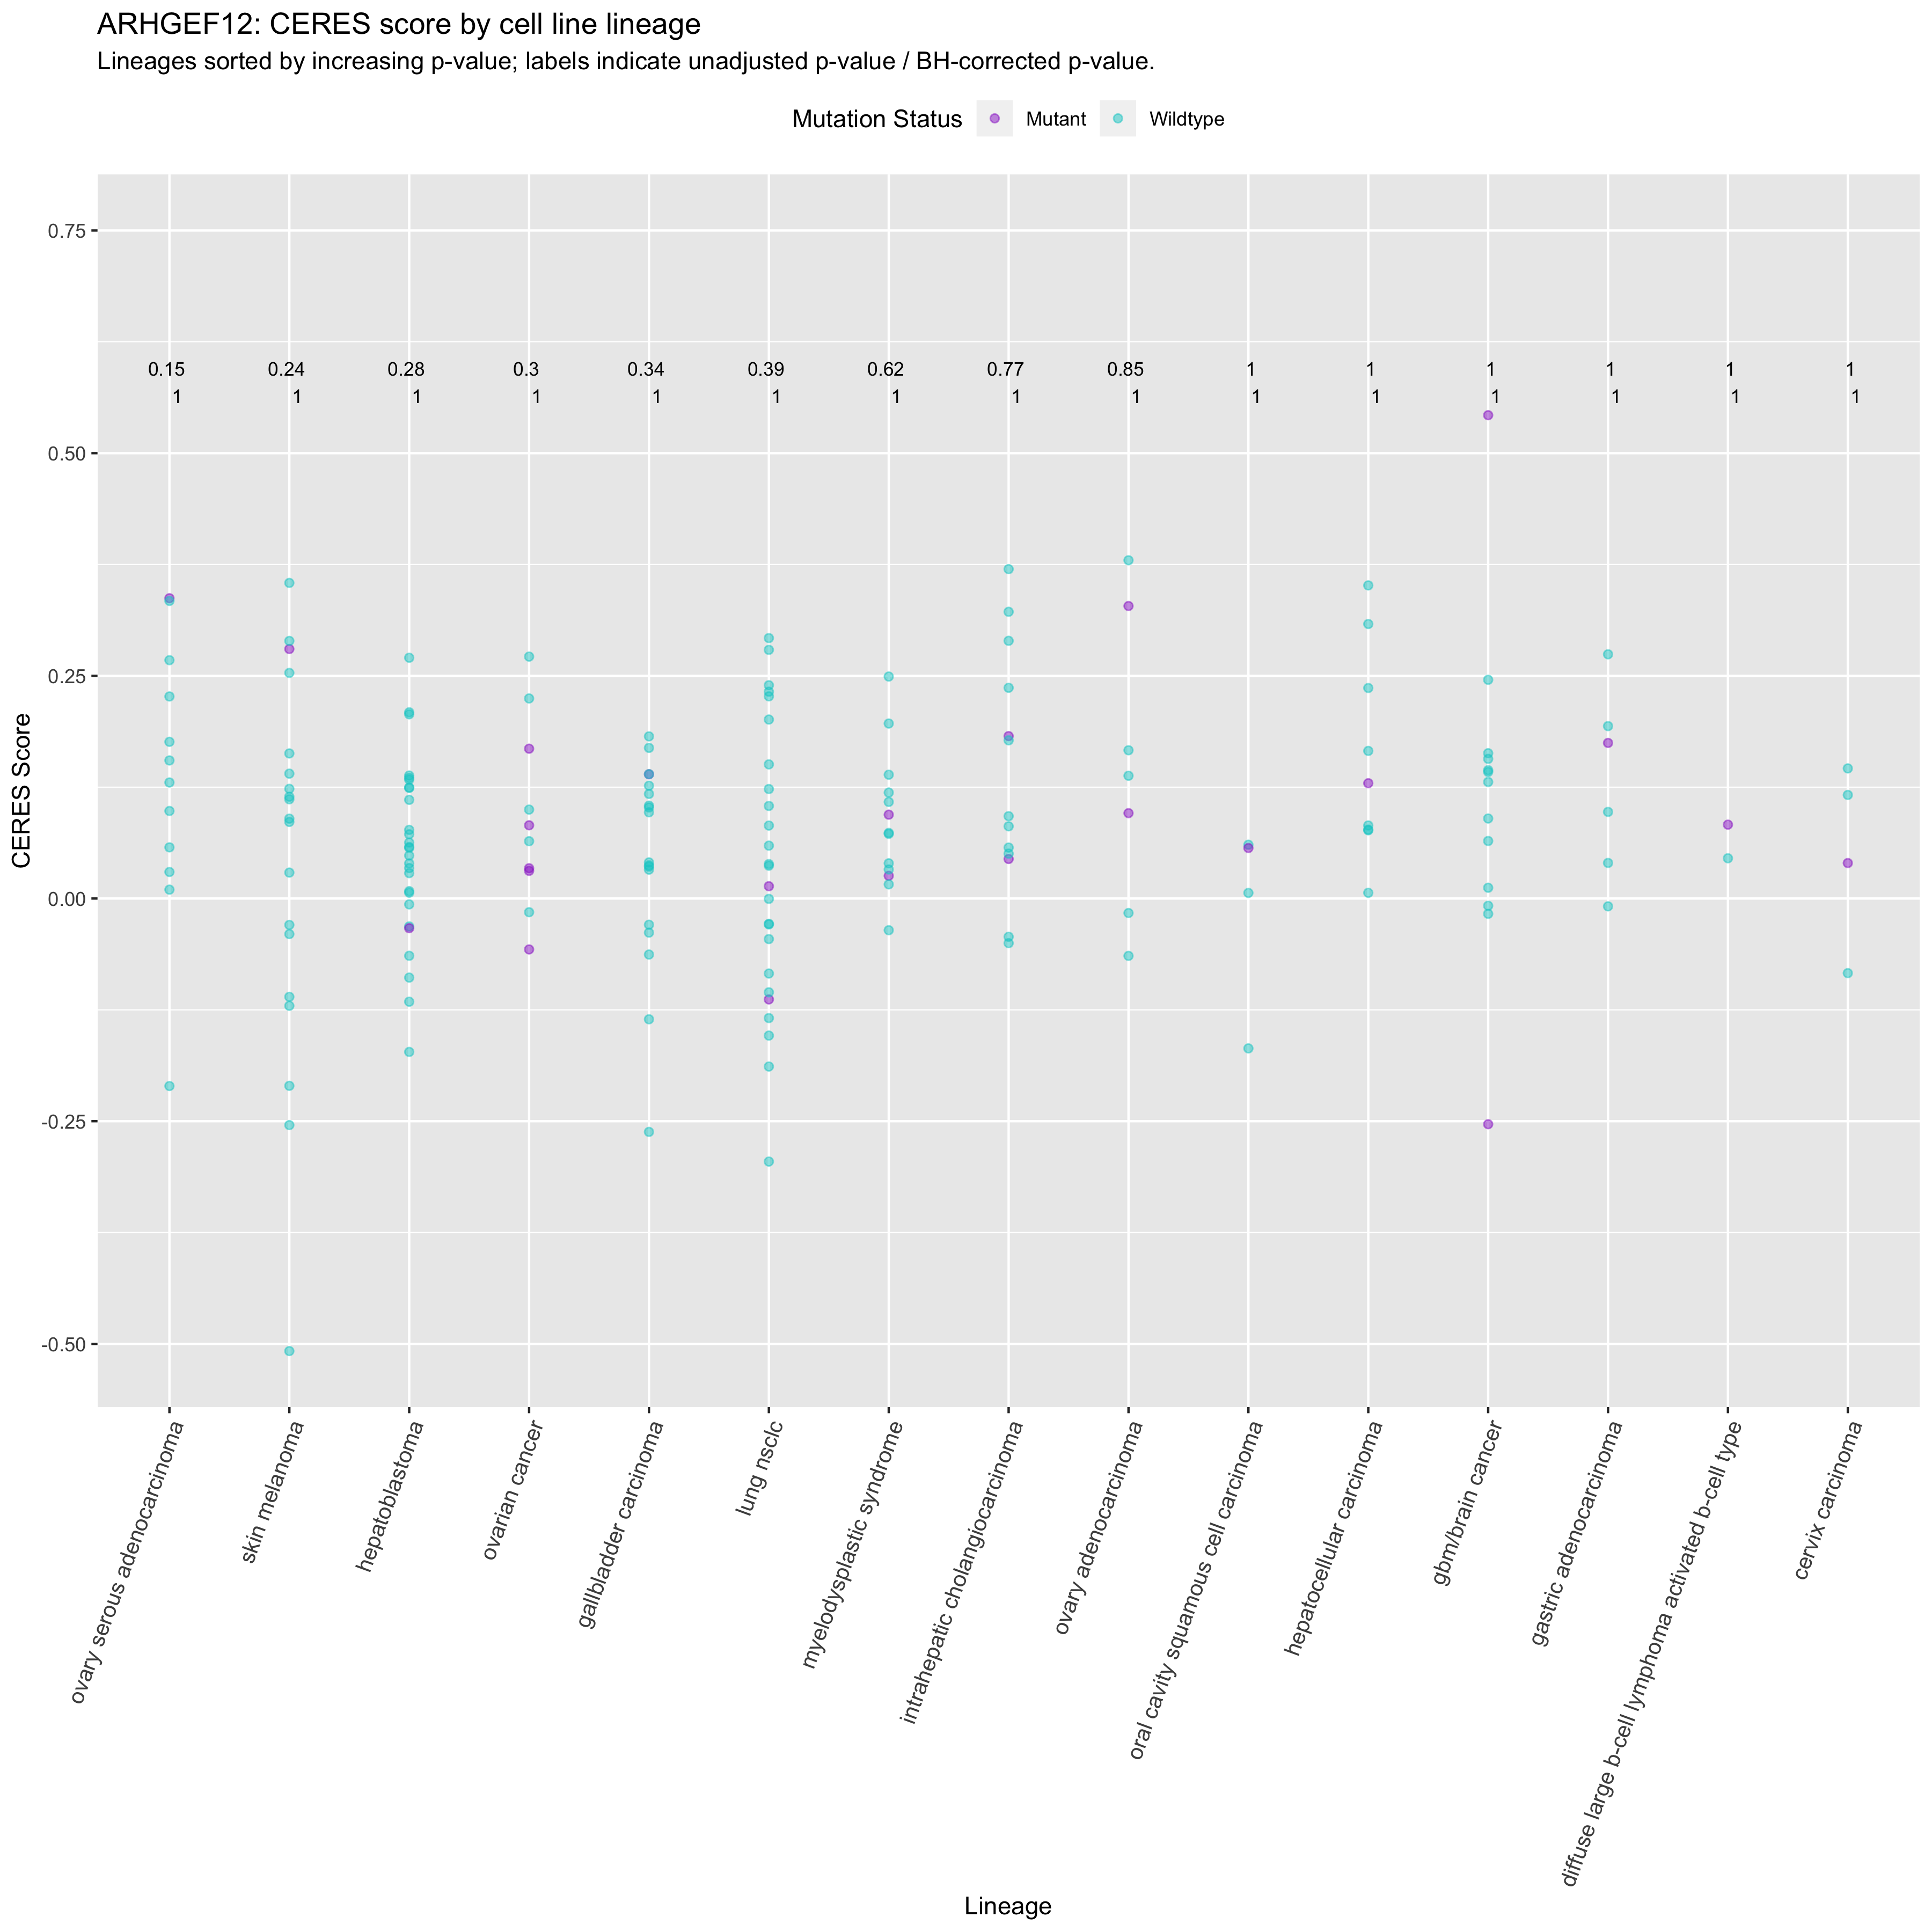 ARHGEF12: CERES score by cell line lineage
Lineages sorted by increasing p-value; labels indicate unadjusted p-value / BH-corrected p-value.
Mutation Status Mutant Wildtype
0.75
0.15 0.24 0.28 0.3 0.34 0.39 0.62 0.77 0.85 1 1 1 1 1 1
1 1 1 1 1 1 1 1 1 1 1 1 1 1 1
0.50
0.25
CERES Score
0.00
-0.25
-0.50
ovary serous adenocarcinoma
skin melanoma
hepatoblastoma
ovarian cancer
gallbladder carcinoma
lung nsclc
myelodysplastic syndrome
intrahepatic cholangiocarcinoma
ovary adenocarcinoma
oral cavity squamous cell carcinoma
hepatocellular carcinoma
gbm/brain cancer
gastric adenocarcinoma
diffuse large b-cell lymphoma activated b-cell type
cervix carcinoma
Lineage